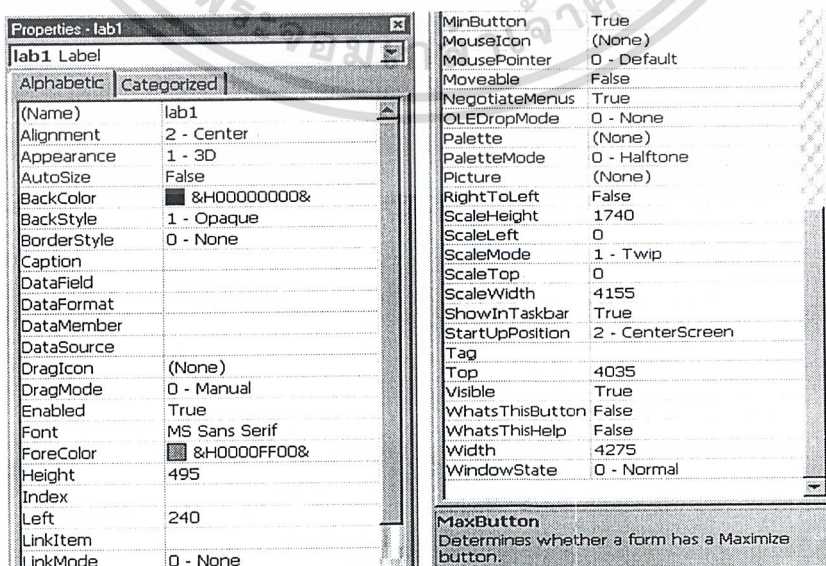 Properties - lab1
lab1 Label
Alphabetic Categorized
(Name) lab1
Alignment 2 - Center
Appearance 1 - 3D
AutoSize False
BackColor &H00000000&
BackStyle 1 - Opaque
BorderStyle 0 - None
Caption
DataField
DataFormat
DataMember
DataSource
DragIcon (None)
DragMode 0 - Manual
Enabled True
Font MS Sans Serif
ForeColor &H0000FF00&
Height 495
Index
Left 240
LinkItem
LinkMode 0 - None
MinButton True
MouseIcon (None)
MousePointer 0 - Default
Moveable False
NegotiateMenus True
OLEDropMode 0 - None
Palette (None)
PaletteMode 0 - Halftone
Picture (None)
RightToLeft False
ScaleHeight 1740
ScaleLeft 0
ScaleMode 1 - Twip
ScaleTop 0
ScaleWidth 4155
ShowInTaskbar True
StartUpPosition 2 - CenterScreen
Tag
Top 4035
Visible True
WhatsThisButton False
WhatsThisHelp False
Width 4275
WindowState 0 - Normal
MaxButton
Determines whether a form has a Maximize
button.